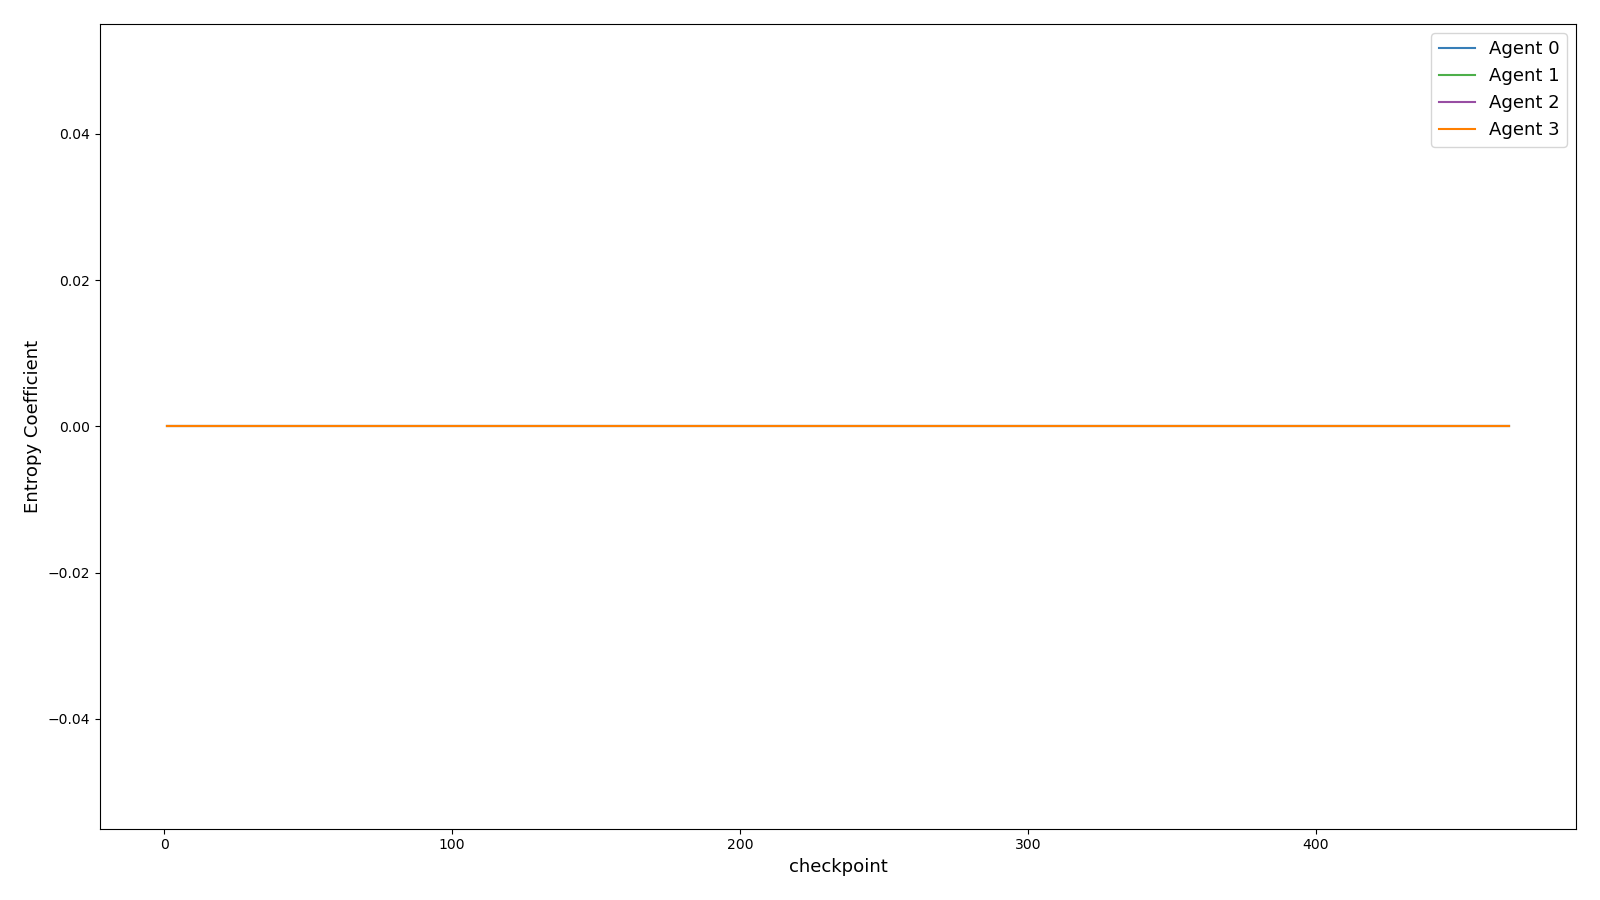 Agent 0
Agent 1
Agent 2
Agent 3
0.04
0.02
0.00
−0.02
−0.04
Entropy Coefficient
0
100
200
300
400
checkpoint